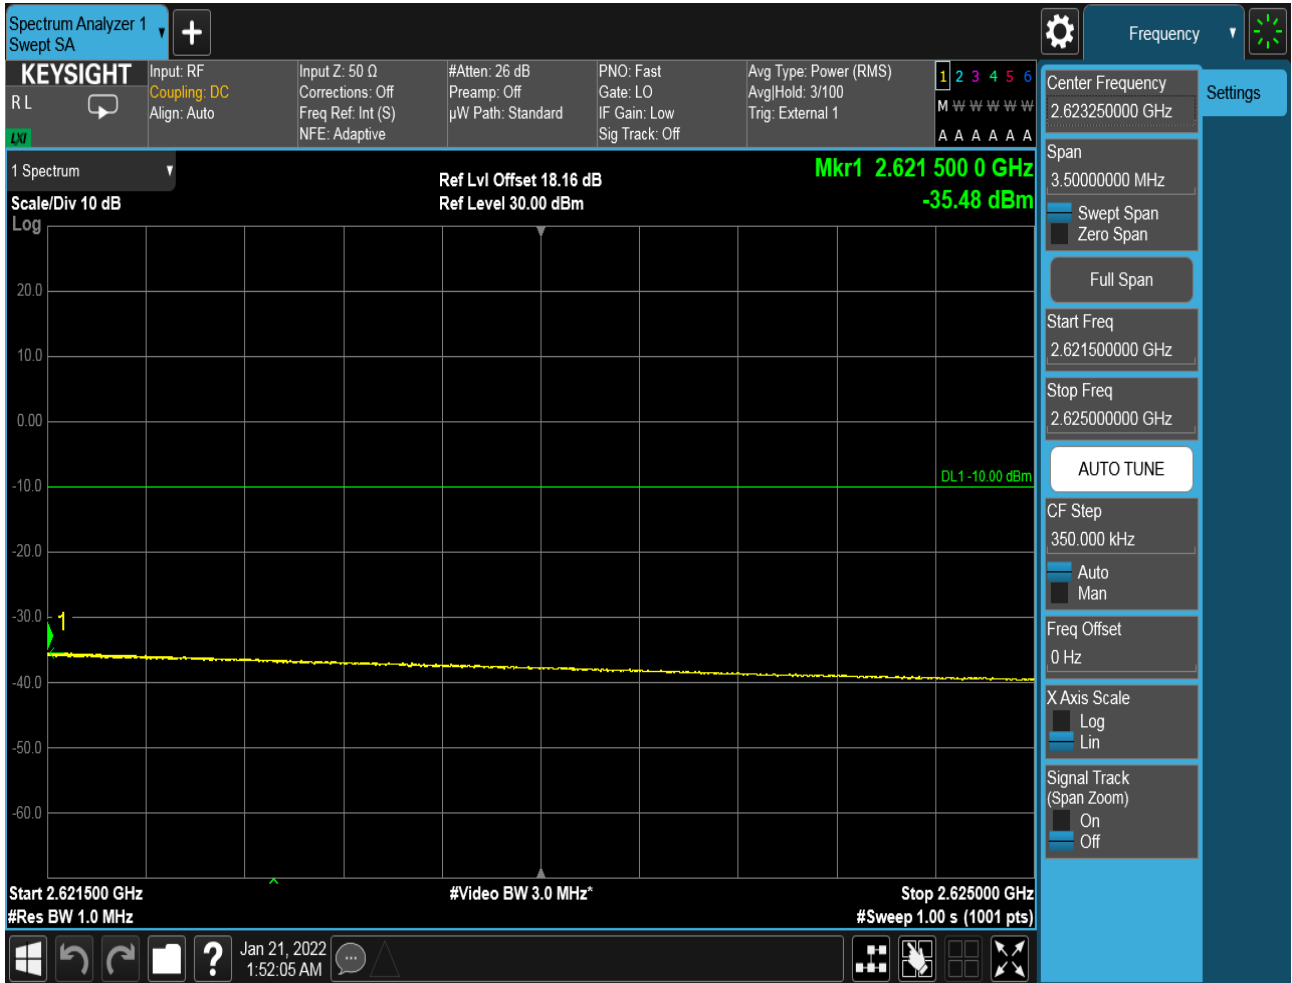 Spectrum Analyzer 1
Swept SA
Frequency
KEYSIGHT
R L
LXI
Input: RF
Coupling: DC
Align: Auto
Input Z: 50 Ω
Corrections: Off
Freq Ref: Int (S)
NFE: Adaptive
#Atten: 26 dB
Preamp: Off
µW Path: Standard
PNO: Fast
Gate: LO
IF Gain: Low
Sig Track: Off
Avg Type: Power (RMS)
Avg|Hold: 3/100
Trig: External 1
1 2 3 4 5 6
M W W W W W
A A A A A A
1 Spectrum
Scale/Div 10 dB
Log
Ref Lvl Offset 18.16 dB
Ref Level 30.00 dBm
Mkr1 2.621 500 0 GHz
-35.48 dBm
20.0
10.0
0.00
-10.0
-20.0
-30.0
-40.0
-50.0
-60.0
DL1 -10.00 dBm
1
Start 2.621500 GHz
#Res BW 1.0 MHz
#Video BW 3.0 MHz*
Stop 2.625000 GHz
#Sweep 1.00 s (1001 pts)
Jan 21, 2022
1:52:05 AM
Center Frequency
2.623250000 GHz
Span
3.50000000 MHz
Swept Span
Zero Span
Full Span
Start Freq
2.621500000 GHz
Stop Freq
2.625000000 GHz
AUTO TUNE
CF Step
350.000 kHz
Auto
Man
Freq Offset
0 Hz
X Axis Scale
Log
Lin
Signal Track
(Span Zoom)
On
Off
Settings